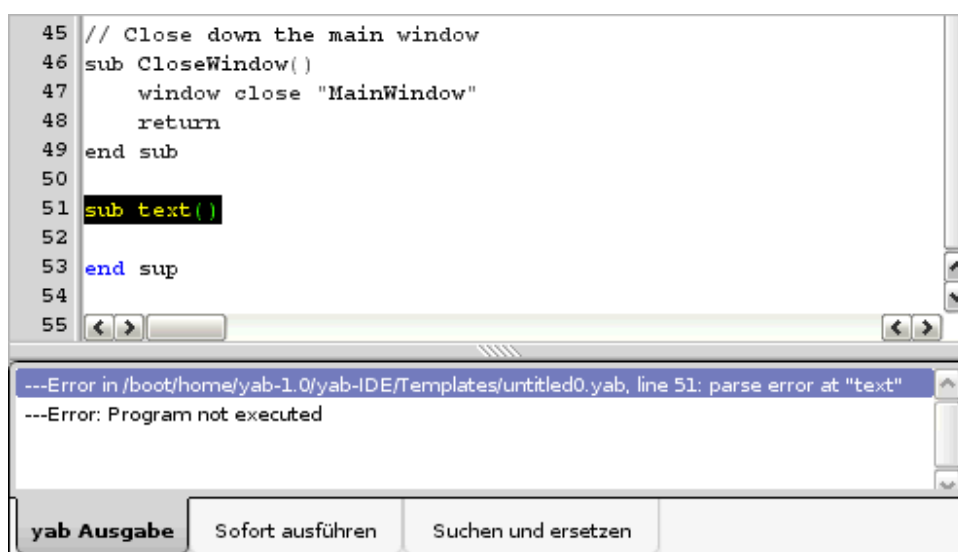 45 // Close down the main window
46 sub CloseWindow()
47 window close "MainWindow"
48 return
49 end sub
50
51 sub text()
52
53 end sup
54
55
---Error in /boot/home/yab-1.0/yab-IDE/Templates/untitled0.yab, line 51: parse error at "text"
---Error: Program not executed
yab Ausgabe Sofort ausführen Suchen und ersetzen